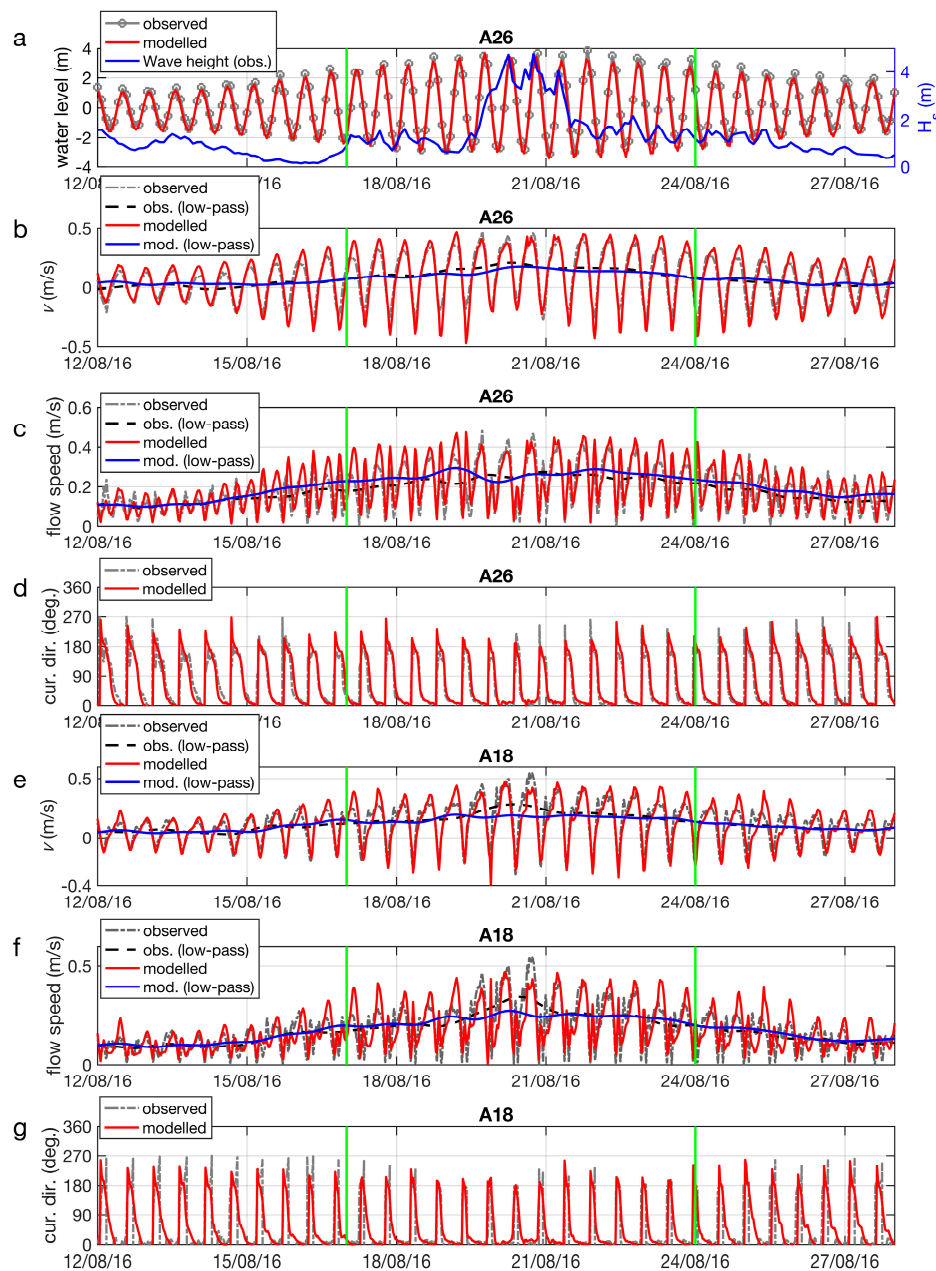 a
observed
modelled
Wave height (obs.)
A26
water level (m)
4
2
0
-2
-4
4
2
0
H_s (m)
12/08/16 15/08/16 18/08/16 21/08/16 24/08/16 27/08/16
b
observed
obs. (low-pass)
modelled
mod. (low-pass)
A26
v (m/s)
0.5
0
-0.5
12/08/16 15/08/16 18/08/16 21/08/16 24/08/16 27/08/16
c
observed
obs. (low-pass)
modelled
mod. (low-pass)
A26
flow speed (m/s)
0.6
0.4
0.2
0
12/08/16 15/08/16 18/08/16 21/08/16 24/08/16 27/08/16
d
observed
modelled
A26
cur. dir. (deg.)
360
270
180
90
0
12/08/16 15/08/16 18/08/16 21/08/16 24/08/16 27/08/16
e
observed
obs. (low-pass)
modelled
mod. (low-pass)
A18
v (m/s)
0.5
0
-0.4
12/08/16 15/08/16 18/08/16 21/08/16 24/08/16 27/08/16
f
observed
obs. (low-pass)
modelled
mod. (low-pass)
A18
flow speed (m/s)
0.5
0
12/08/16 15/08/16 18/08/16 21/08/16 24/08/16 27/08/16
g
observed
modelled
A18
cur. dir. (deg.)
360
270
180
90
0
12/08/16 15/08/16 18/08/16 21/08/16 24/08/16 27/08/16